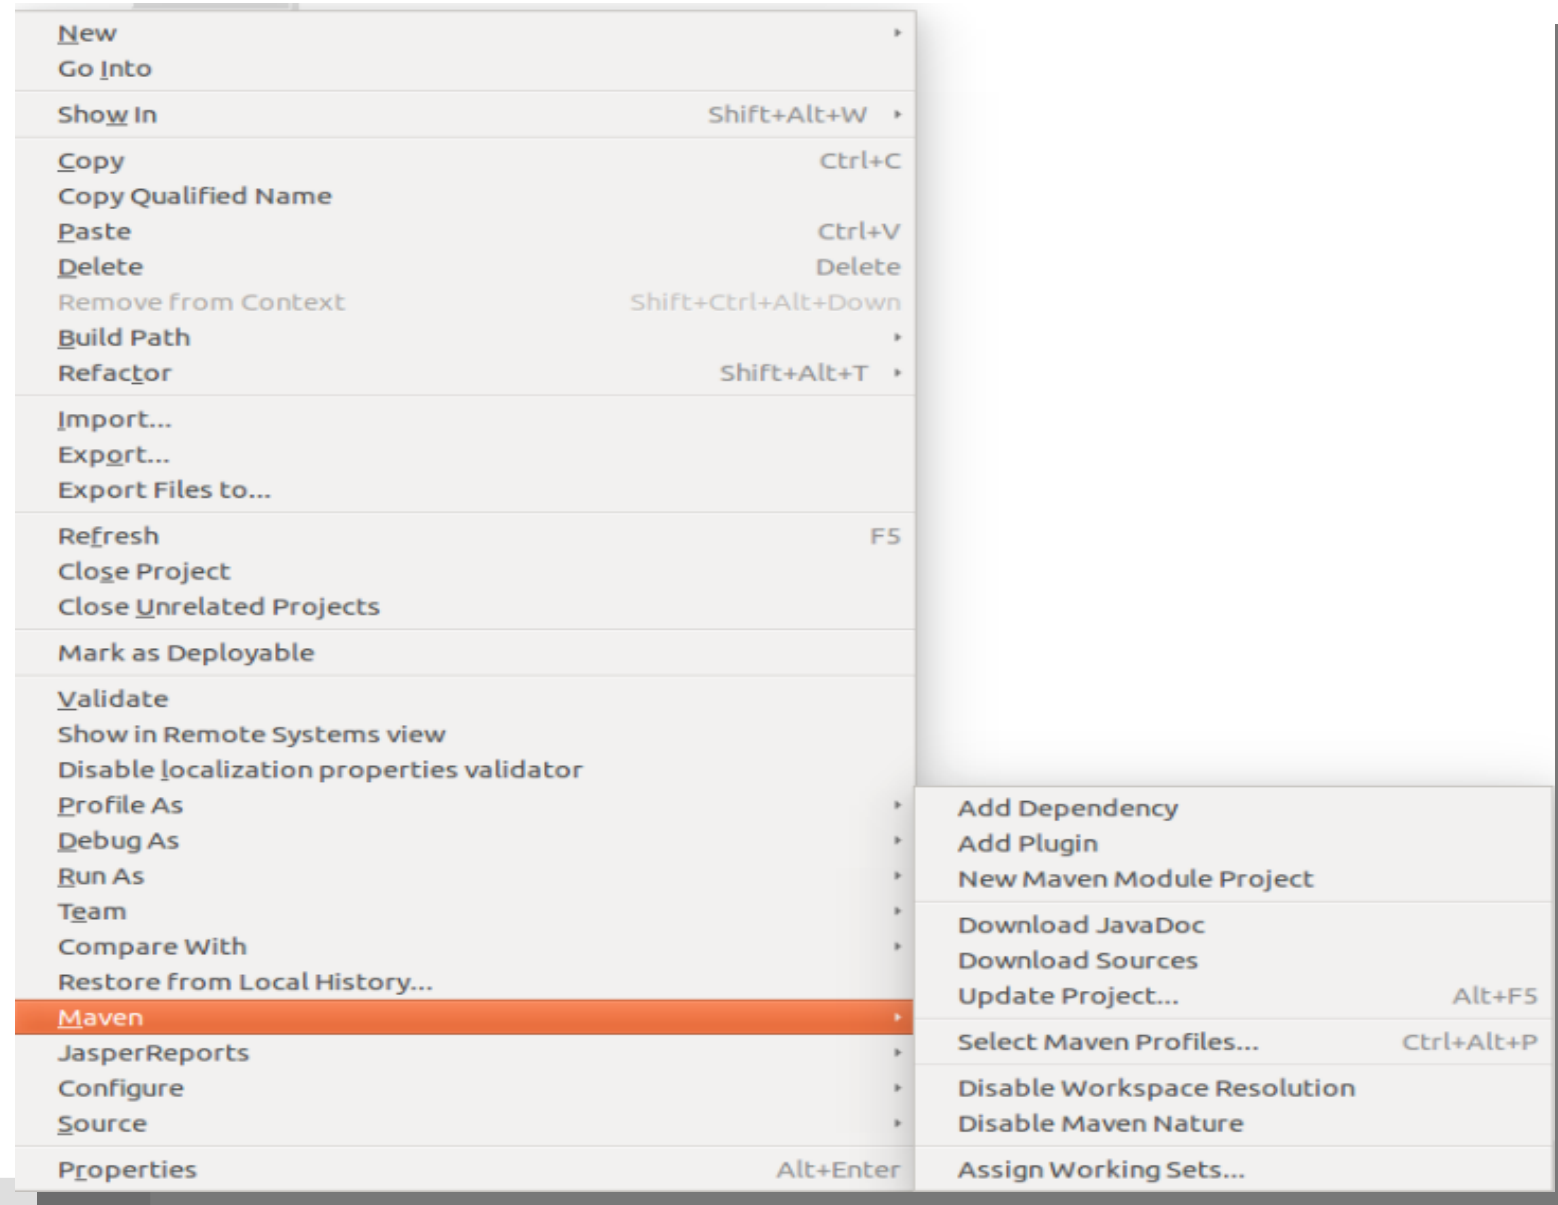 New
Go Into
Show In Shift+Alt+W
Copy Ctrl+C
Copy Qualified Name
Paste Ctrl+V
Delete Delete
Remove from Context Shift+Ctrl+Alt+Down
Build Path
Refactor Shift+Alt+T
Import...
Export...
Export Files to...
Refresh F5
Close Project
Close Unrelated Projects
Mark as Deployable
Validate
Show in Remote Systems view
Disable localization properties validator
Profile As
Debug As
Run As
Team
Compare With
Restore from Local History...
Maven
JasperReports
Configure
Source
Properties Alt+Enter
Add Dependency
Add Plugin
New Maven Module Project
Download JavaDoc
Download Sources
Update Project... Alt+F5
Select Maven Profiles... Ctrl+Alt+P
Disable Workspace Resolution
Disable Maven Nature
Assign Working Sets...